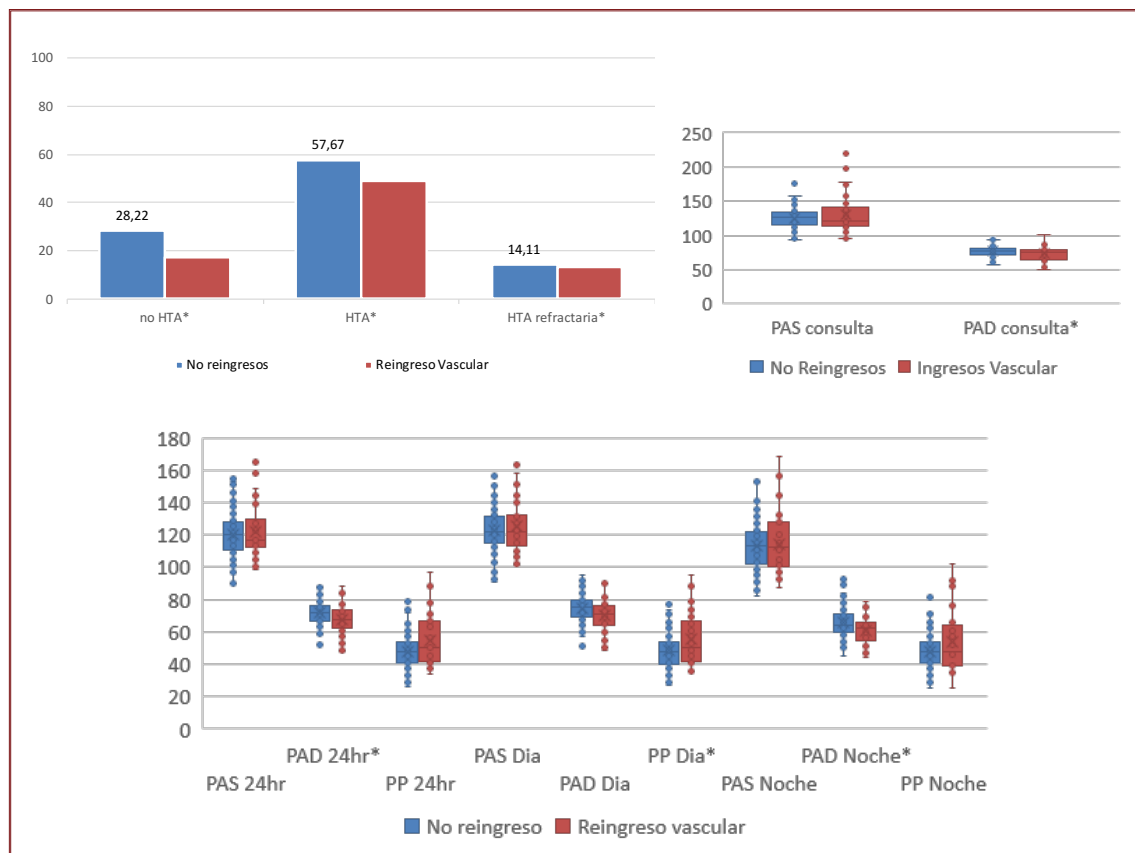 100
80
60
40
20
0
28,22
57,67
14,11
no HTA*
HTA*
HTA refractaria*
No reingresos
Reingreso Vascular
250
200
150
100
50
0
PAS consulta
PAD consulta*
No Reingresos
Ingresos Vascular
180
160
140
120
100
80
60
40
20
0
PAD 24hr*
PAS Dia
PP Dia*
PAD Noche*
PAS 24hr
PP 24hr
PAD Dia
PAS Noche
PP Noche
No reingreso
Reingreso vascular